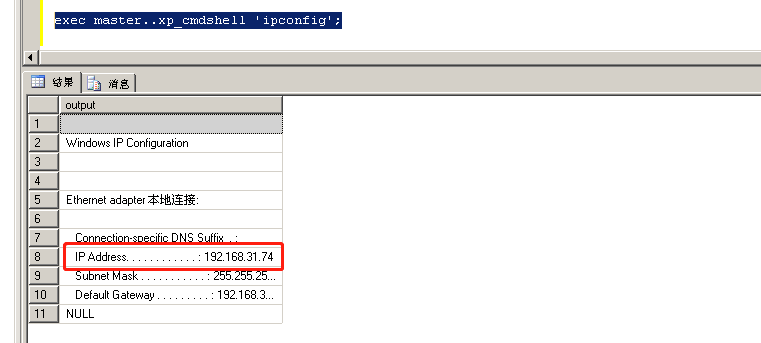 exec master..xp_cmdshell 'ipconfig';
结果 消息
output
1
2 Windows IP Configuration
3
4
5 Ethernet adapter 本地连接:
6
7 Connection-specific DNS Suffix . :
8 IP Address. . . . . . . . . . . . : 192.168.31.74
9 Subnet Mask . . . . . . . . . . . : 255.255.25...
10 Default Gateway . . . . . . . . . : 192.168.3...
11 NULL